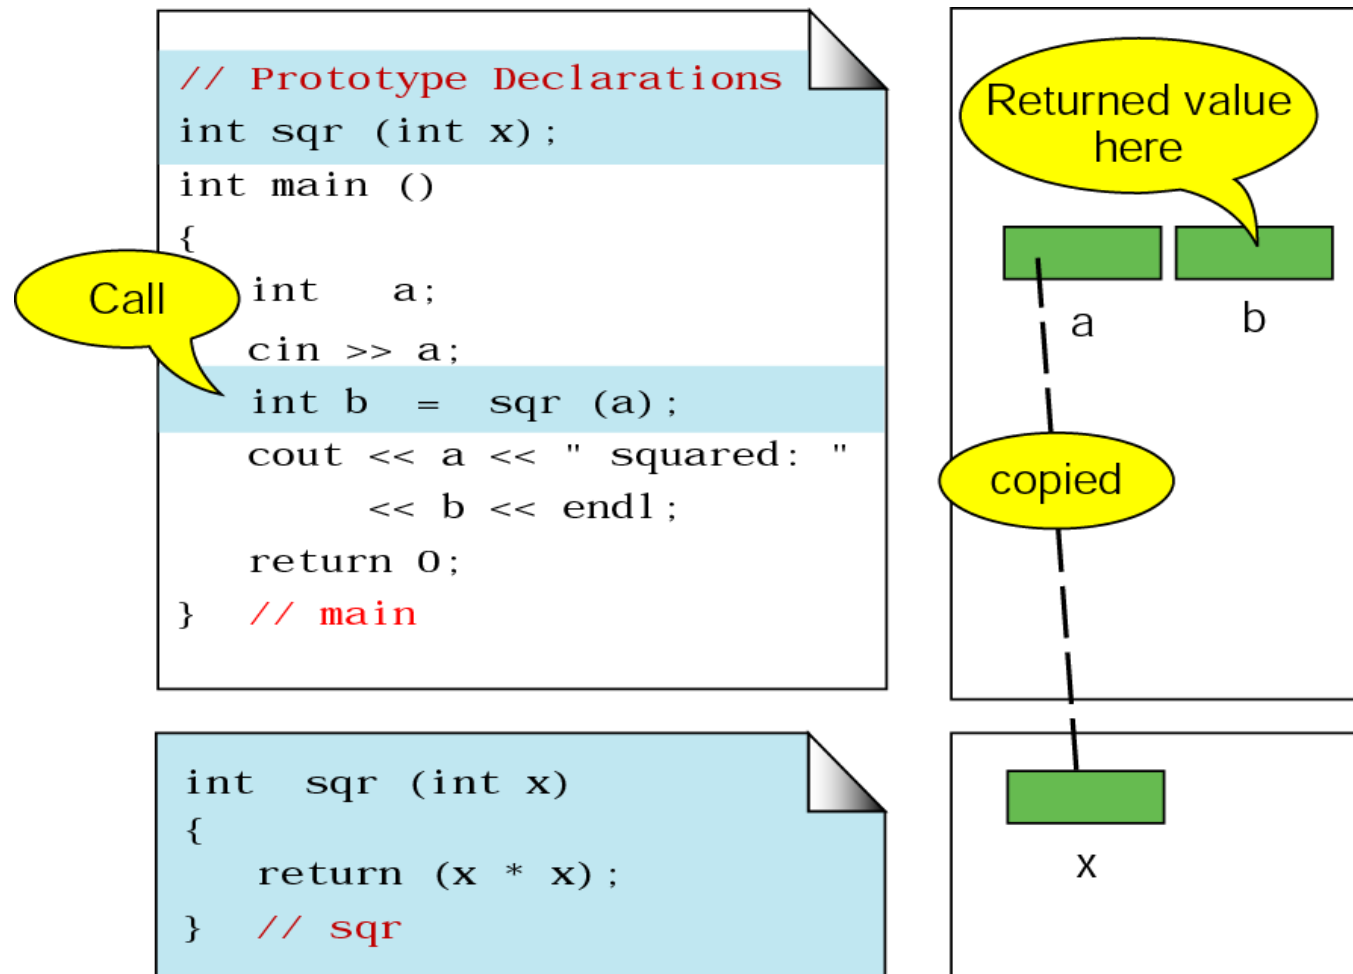 // Prototype Declarations
int sqr (int x);
int main ()
{
int a;
cin >> a;
int b = sqr (a);
cout << a << " squared: "
<< b << endl;
return 0;
} // main
Call
Returned value
here
a b
copied
int sqr (int x)
{
return (x * x);
} // sqr
x